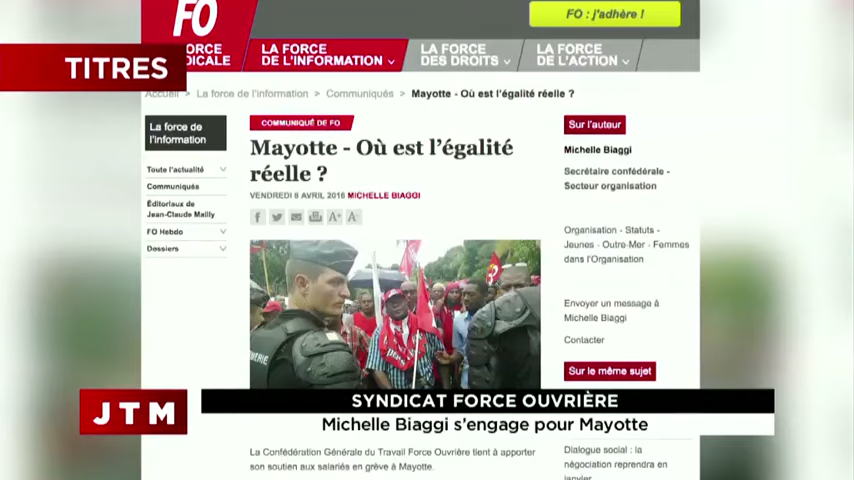 FO
FO : j'adhère !
TITRES
ORCE
DICALE
LA FORCE
DE L'INFORMATION
LA FORCE
DES DROITS
LA FORCE
DE L'ACTION
Accueil > La force de l'information > Communiqués > Mayotte - Où est l'égalité réelle ?
La force de
l'information
Toute l'actualité
Communiqués
Éditoriaux de
Jean-Claude Mailly
FO Hebdo
Dossiers
COMMUNIQUÉ DE FO
Mayotte - Où est l'égalité
réelle ?
VENDREDI 8 AVRIL 2016 MICHELLE BIAGGI
A+ A-
Sur l'auteur
Michelle Biaggi
Secrétaire confédérale -
Secteur organisation
Organisation - Statuts -
Jeunes - Outre-Mer - Femmes
dans l'Organisation
Envoyer un message à
Michelle Biaggi
Contacter
Sur le même sujet
JTM
SYNDICAT FORCE OUVRIÈRE
Michelle Biaggi s'engage pour Mayotte
La Confédération Générale du Travail Force Ouvrière tient à apporter
son soutien aux salariés en grève à Mayotte.
Dialogue social : la
négociation reprendra en
janvier